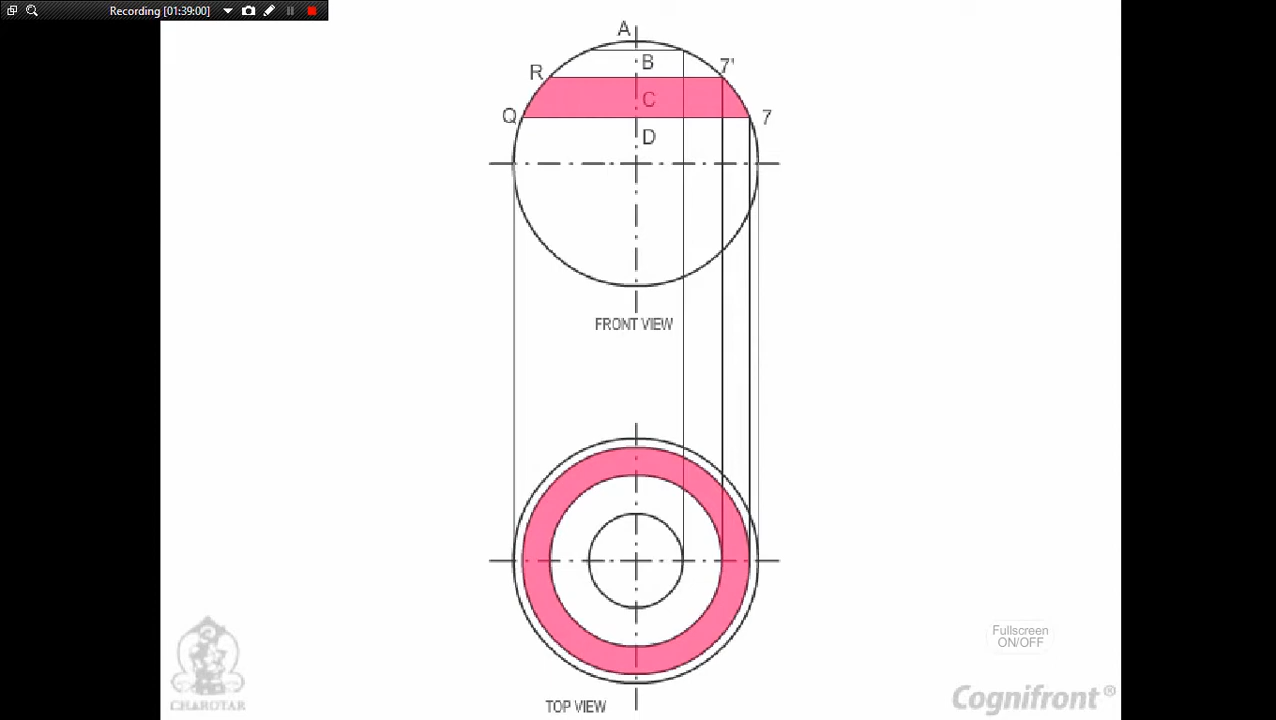 Recording [01:39:00]
A
B
R
7'
C
Q
7
D
FRONT VIEW
Fullscreen
ON/OFF
CHAROTAR
Cognifront ®
TOP VIEW